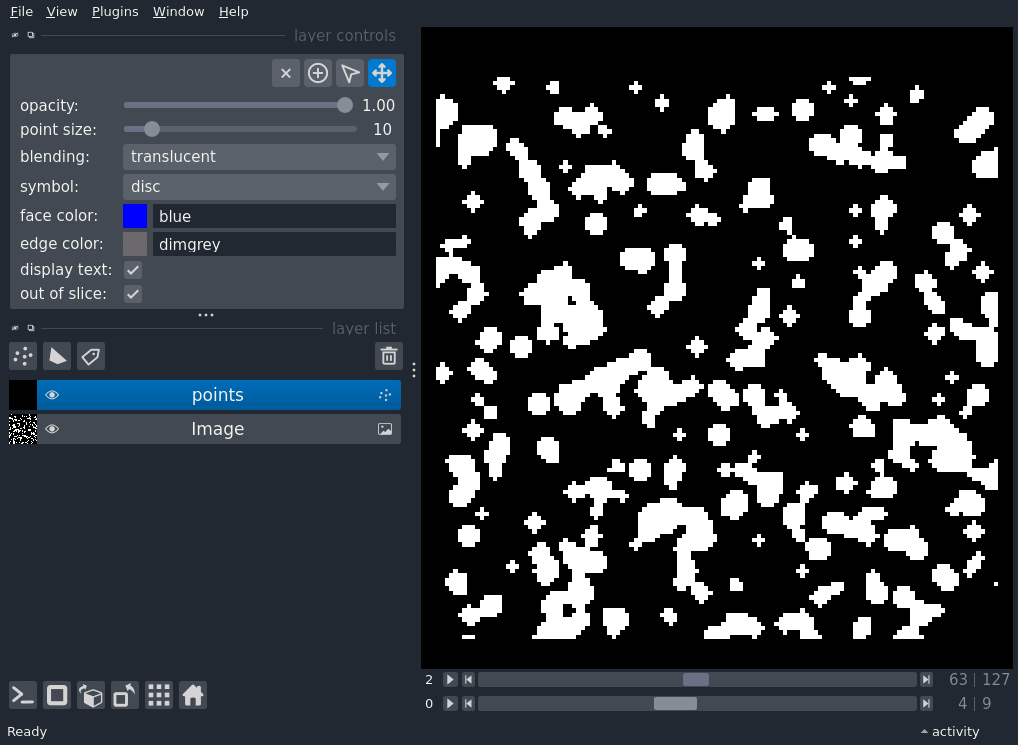 File View Plugins Window Help
layer controls
opacity: 1.00
point size: 10
blending: translucent
symbol: disc
face color: blue
edge color: dimgrey
display text:
out of slice:
layer list
points
Image
2 63 | 127
0 4 | 9
Ready activity